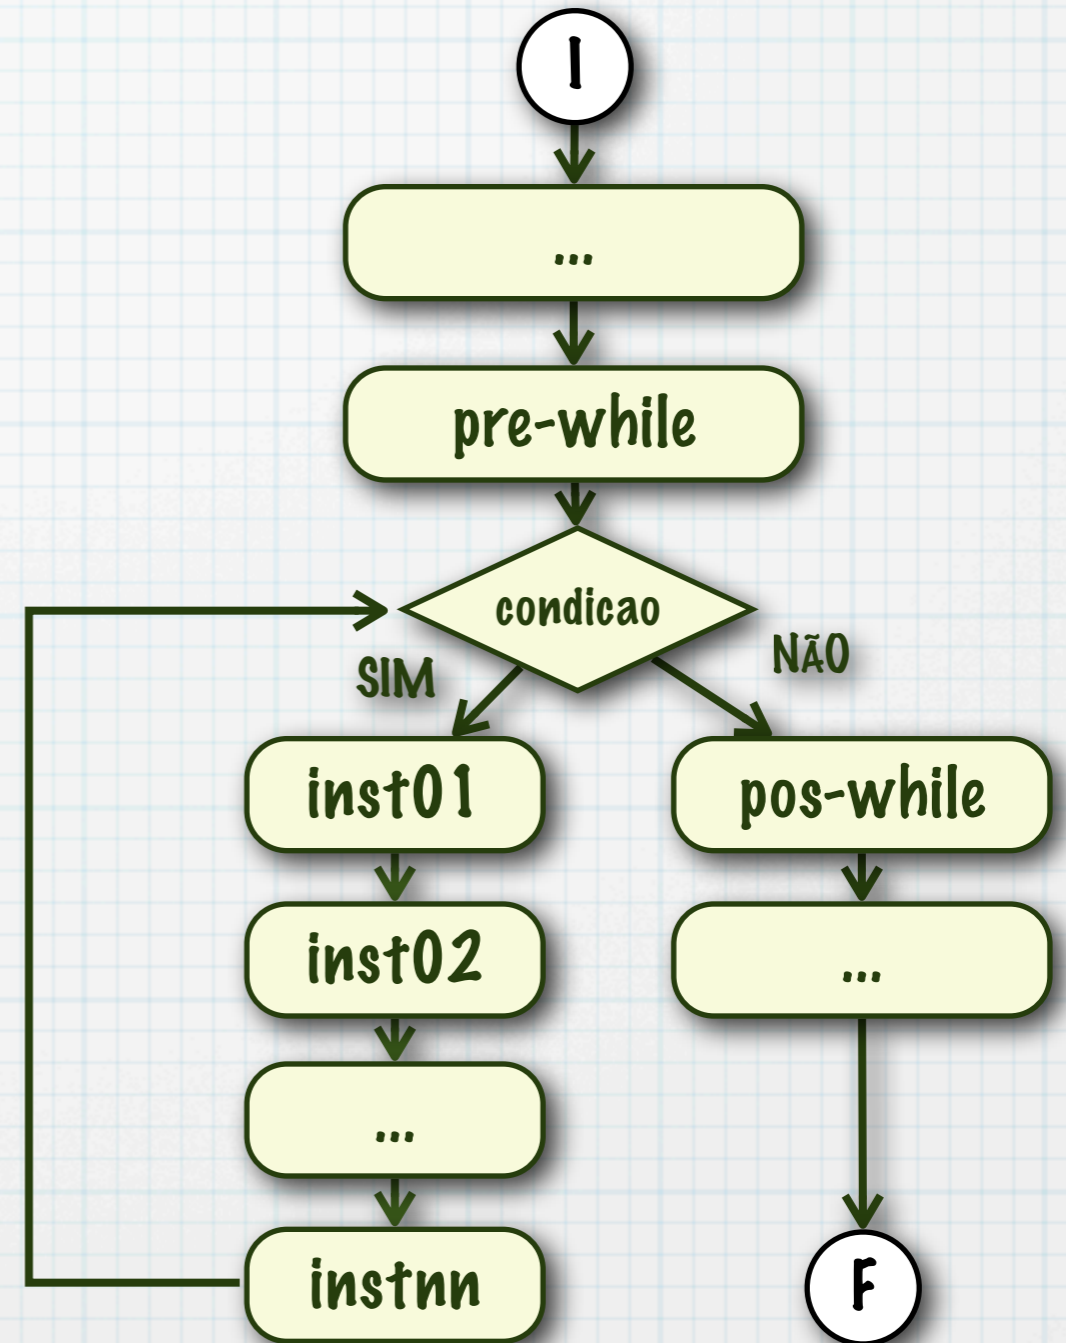 I
...
pre-while
condicao
SIM
NÃO
inst01
pos-while
inst02
...
...
instnn
F